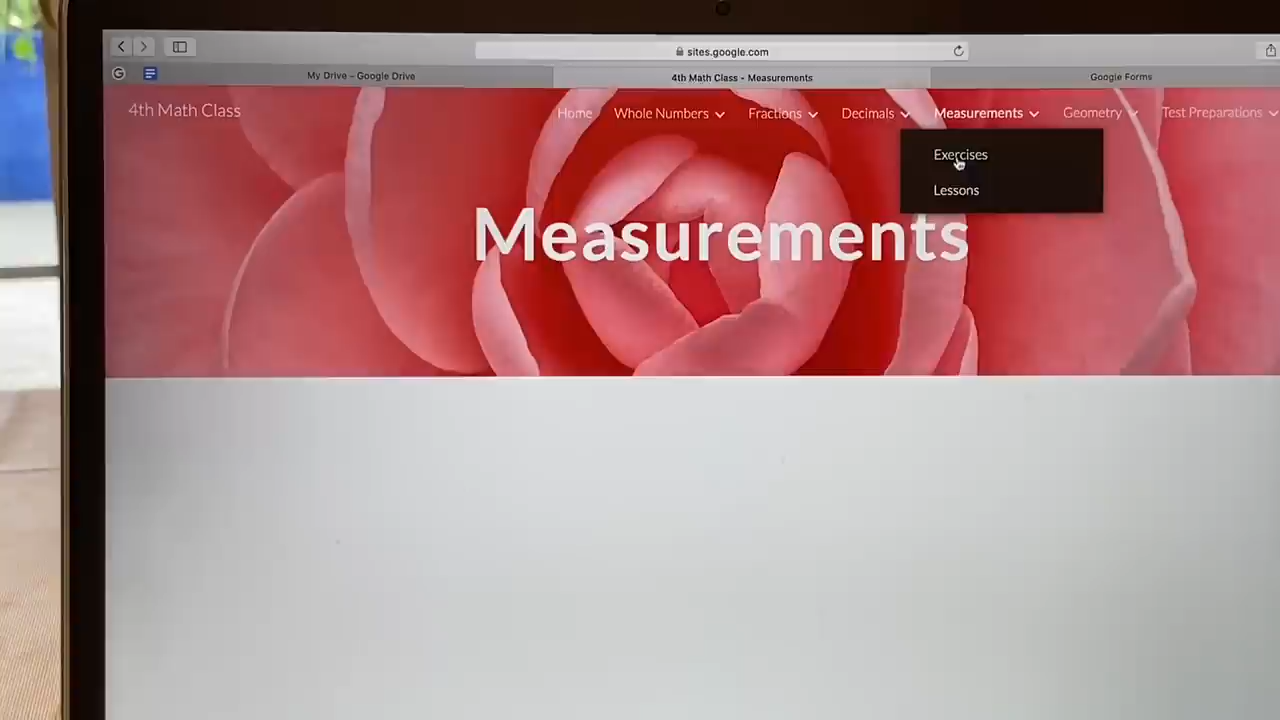 sites.google.com
My Drive – Google Drive
4th Math Class - Measurements
Google Forms
4th Math Class
Home
Whole Numbers
Fractions
Decimals
Measurements
Geometry
Test Preparations
Exercises
Lessons
Measurements